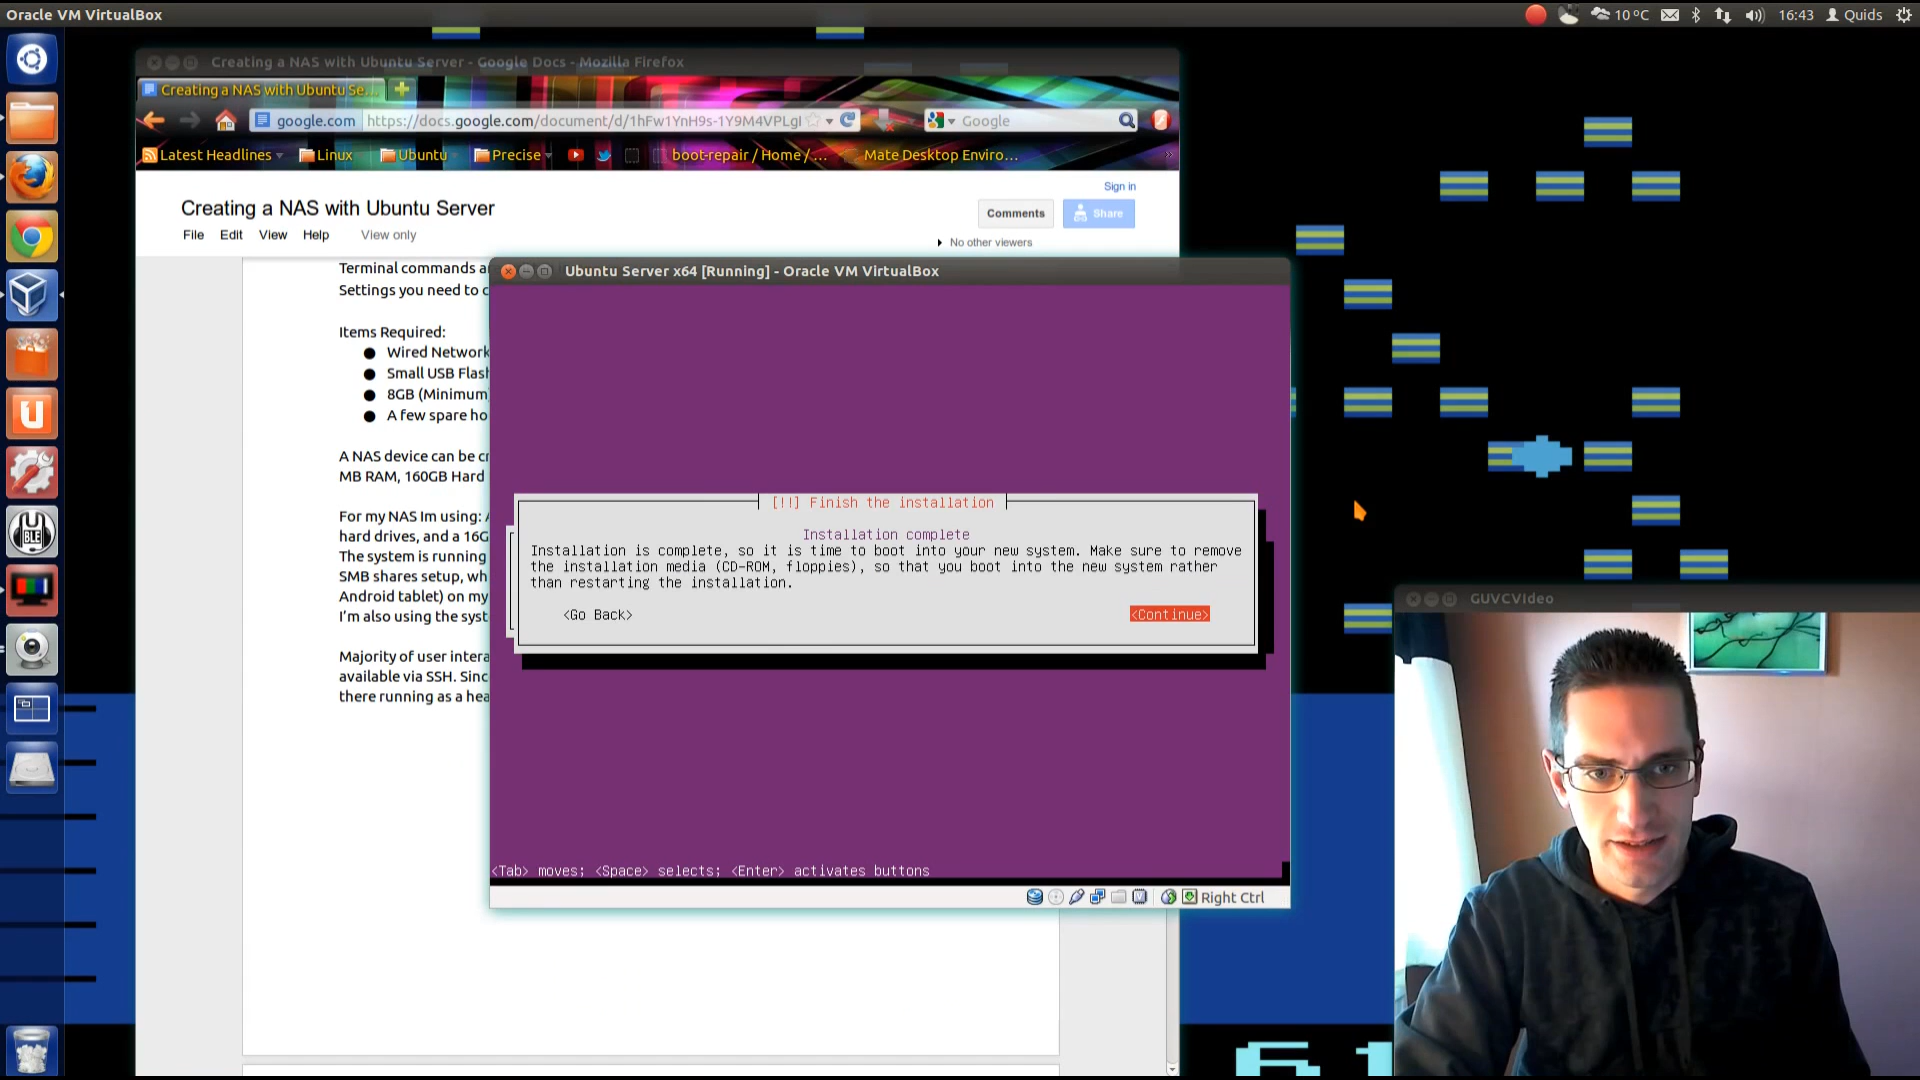 Oracle VM VirtualBox
10 °C
16:43
Quids
Creating a NAS with Ubuntu Server - Google Docs - Mozilla Firefox
Creating a NAS with Ubuntu Se...
google.com
https://docs.google.com/document/d/1hFw1YnH9s-1Y9M4VPLgI
Google
Latest Headlines
Linux
Ubuntu
Precise
boot-repair / Home / ...
Mate Desktop Enviro...
Sign in
Creating a NAS with Ubuntu Server
Comments
Share
File
Edit
View
Help
View only
No other viewers
Terminal commands a
Settings you need to c
Items Required:
Wired Network
Small USB Flash
8GB (Minimum
A few spare ho
A NAS device can be cr
MB RAM, 160GB Hard
For my NAS Im using: A
hard drives, and a 16G
The system is running
SMB shares setup, wh
Android tablet) on my
I'm also using the syst
Majority of user intera
available via SSH. Sinc
there running as a hea
Ubuntu Server x64 [Running] - Oracle VM VirtualBox
[!!] Finish the installation
Installation complete
Installation is complete, so it is time to boot into your new system. Make sure to remove
the installation media (CD-ROM, floppies), so that you boot into the new system rather
than restarting the installation.
<Go Back>
<Continue>
<Tab> moves; <Space> selects; <Enter> activates buttons
Right Ctrl
GUVCVideo